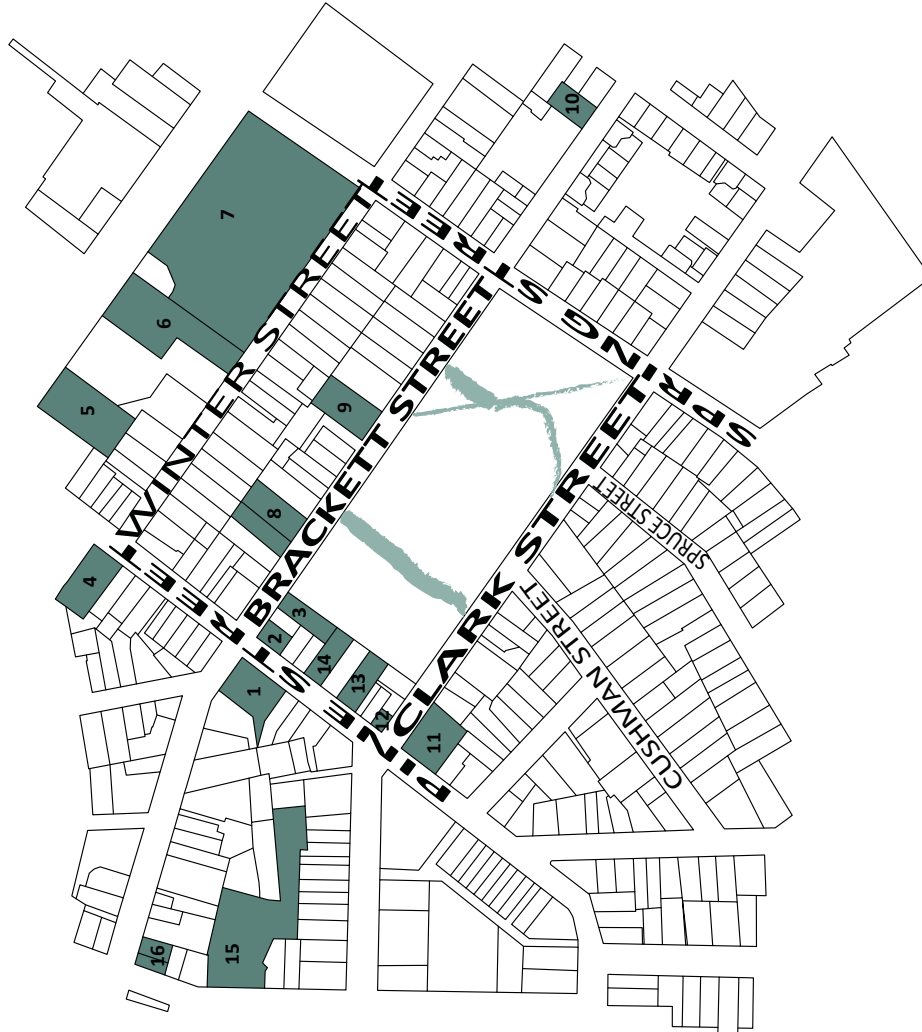 10
7
6
5
WINTER STREET
SPRING STREET
9
BRACKETT STREET
8
4
3
2
14
1
13
12
PINE STREET
CLARK STREET
SPRUCE STREET
CUSHMAN STREET
11
15
16